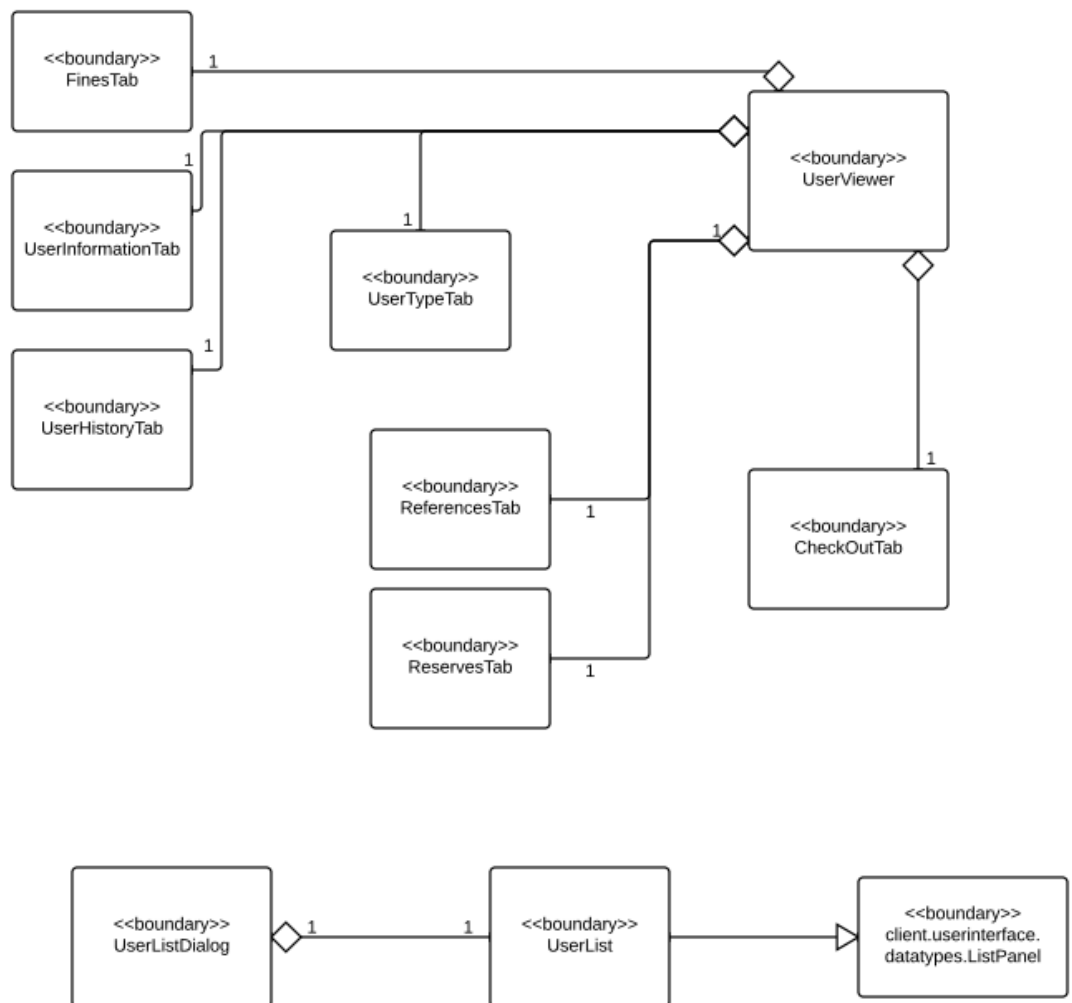 <<boundary>>
FinesTab
1
<<boundary>>
UserViewer
1
<<boundary>>
UserInformationTab
1
<<boundary>>
UserTypeTab
1
1
<<boundary>>
UserHistoryTab
<<boundary>>
ReferencesTab
1
1
<<boundary>>
CheckOutTab
<<boundary>>
ReservesTab
1
<<boundary>>
UserListDialog
1
1
<<boundary>>
UserList
<<boundary>>
client.userinterface.
datatypes.ListPanel